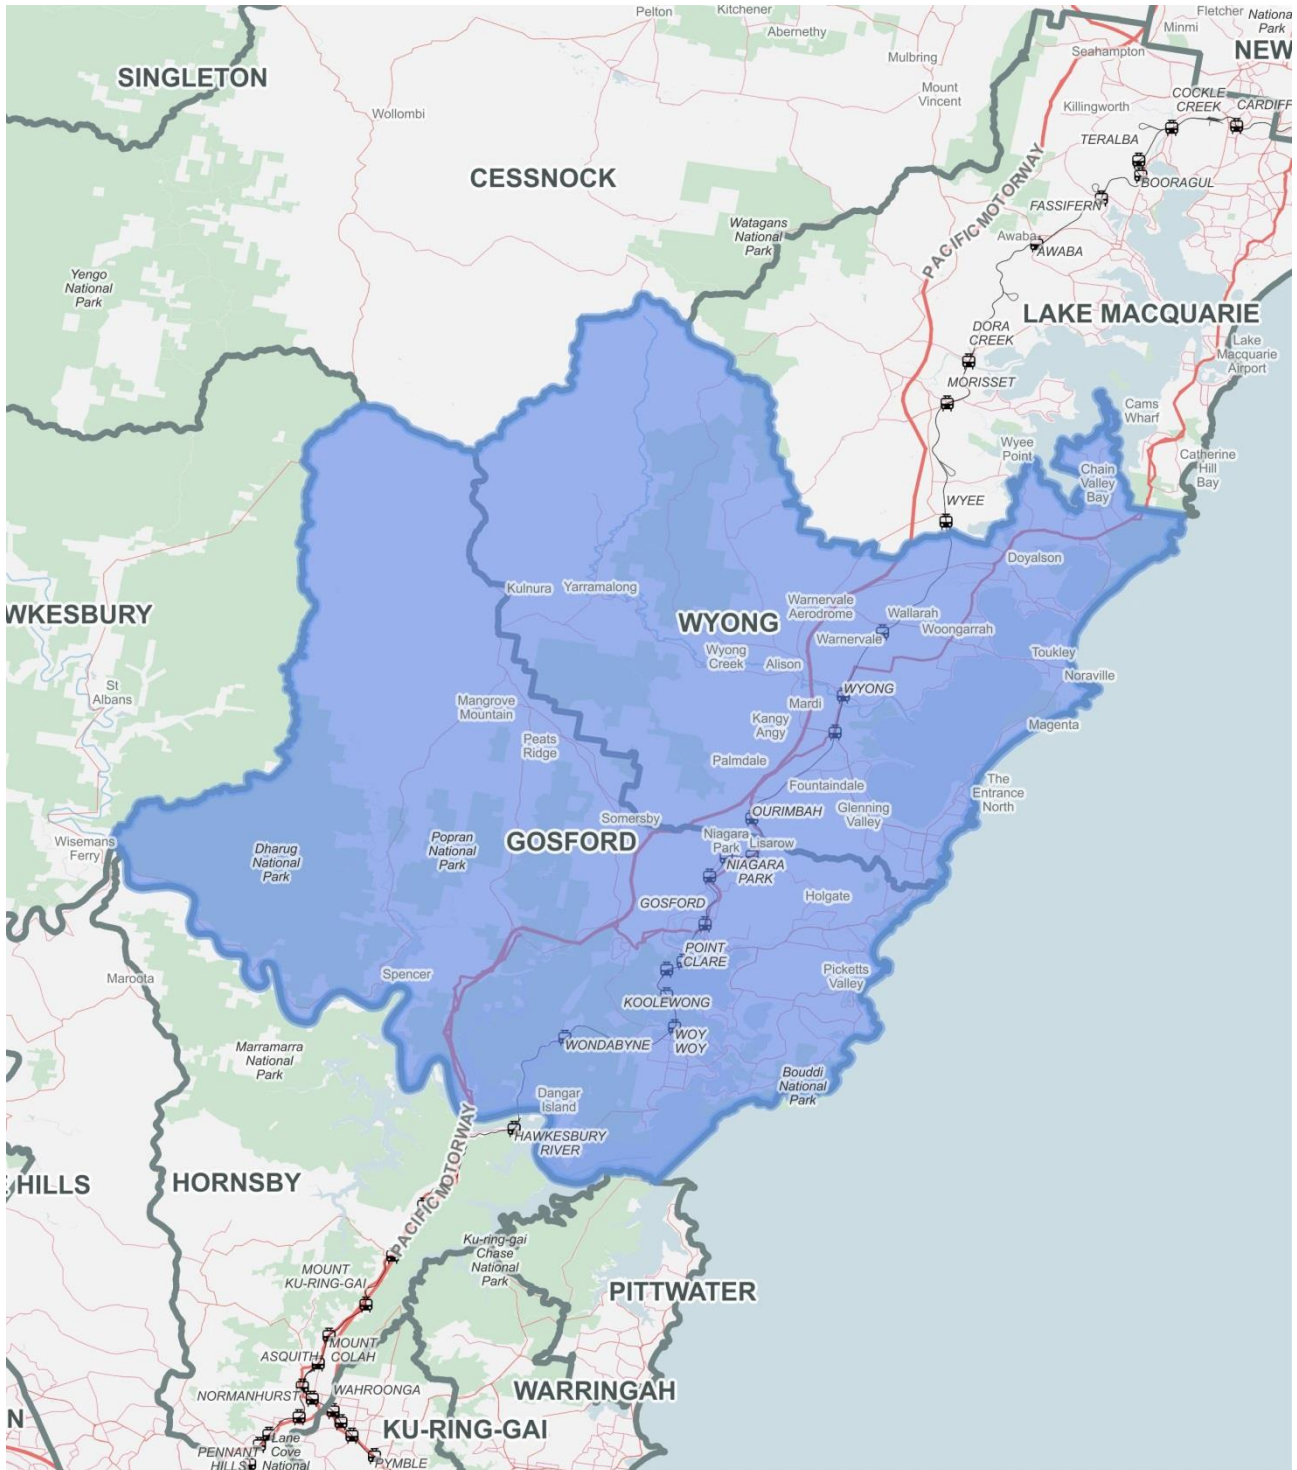 Pelton
Kitchener
Abernethy
Fletcher
Nationa
Park
Minmi
Mulbring
Seahampton
NEW
SINGLETON
Mount
Vincent
COCKLE
CREEK
CARDIFF
Killingworth
Wollombi
TERALBA
CESSNOCK
BOORAGUL
PACIFIC MOTORWAY
FASSIFERN
Watagans
National
Park
Awaba
AWABA
Yengo
National
Park
LAKE MACQUARIE
DORA
CREEK
Lake
Macquarie
Airport
MORISSET
Cams
Wharf
Wyee
Point
Chain
Valley
Bay
Catherine
Hill
Bay
WYEE
Doyalson
Kulnura
Yarramalong
WKESBURY
WYONG
Warnervale
Aerodrome
Wallarah
Warnervale
Woongarrah
Wyong
Creek
Alison
Toukley
Noraville
St
Albans
WYONG
Mangrove
Mountain
Mardi
Kangy
Angy
Magenta
Peats
Ridge
Palmdale
Fountaindale
The
Entrance
North
Somersby
OURIMBAH
Glenning
Valley
Wisemans
Ferry
Dharug
National
Park
Popran
National
Park
GOSFORD
Niagara
Park
Lisarow
NIAGARA
PARK
Holgate
GOSFORD
POINT
CLARE
Maroota
Spencer
Picketts
Valley
KOOLEWONG
WONDABYNE
WOY
WOY
Marramarra
National
Park
Bouddi
National
Park
Dangar
Island
HAWKESBURY
RIVER
PACIFIC MOTORWAY
HILLS
HORNSBY
Ku-ring-gai
Chase
National
Park
MOUNT
KU-RING-GAI
PITTWATER
MOUNT
COLAH
ASQUITH
NORMANHURST
WAHROONGA
WARRINGAH
N
KU-RING-GAI
PENNANT
HILLS
Lane
Cove
National
PYMBLE